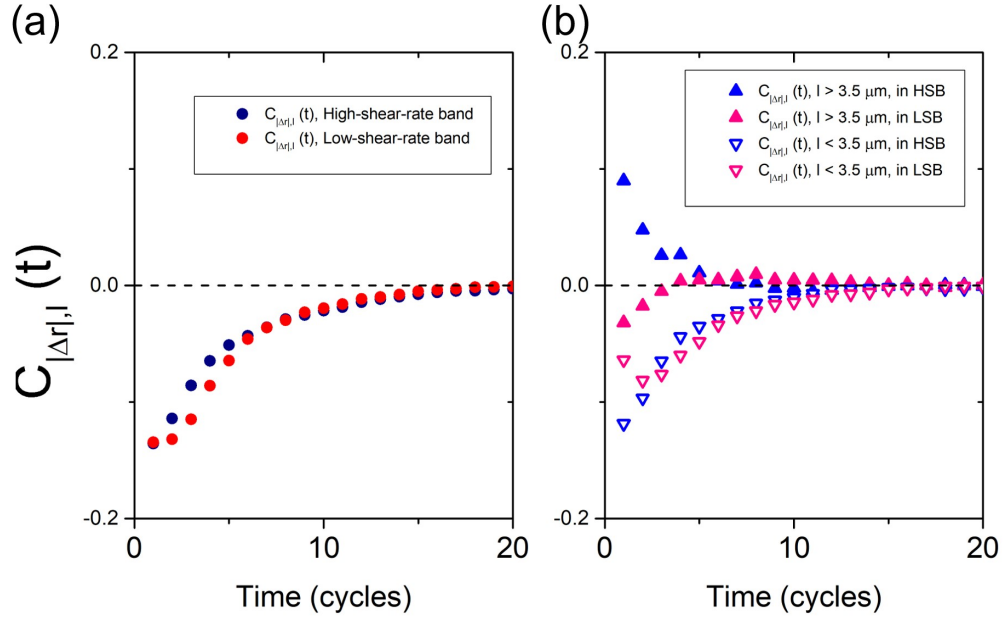 (a)
0.2
C|Δr|,l (t), High-shear-rate band
C|Δr|,l (t), Low-shear-rate band
0.0
-0.2
0
10
20
Time (cycles)
C|Δr|,l (t)
(b)
0.2
C|Δr|,l (t), l > 3.5 μm, in HSB
C|Δr|,l (t), l > 3.5 μm, in LSB
C|Δr|,l (t), l < 3.5 μm, in HSB
C|Δr|,l (t), l < 3.5 μm, in LSB
0.0
-0.2
0
10
20
Time (cycles)